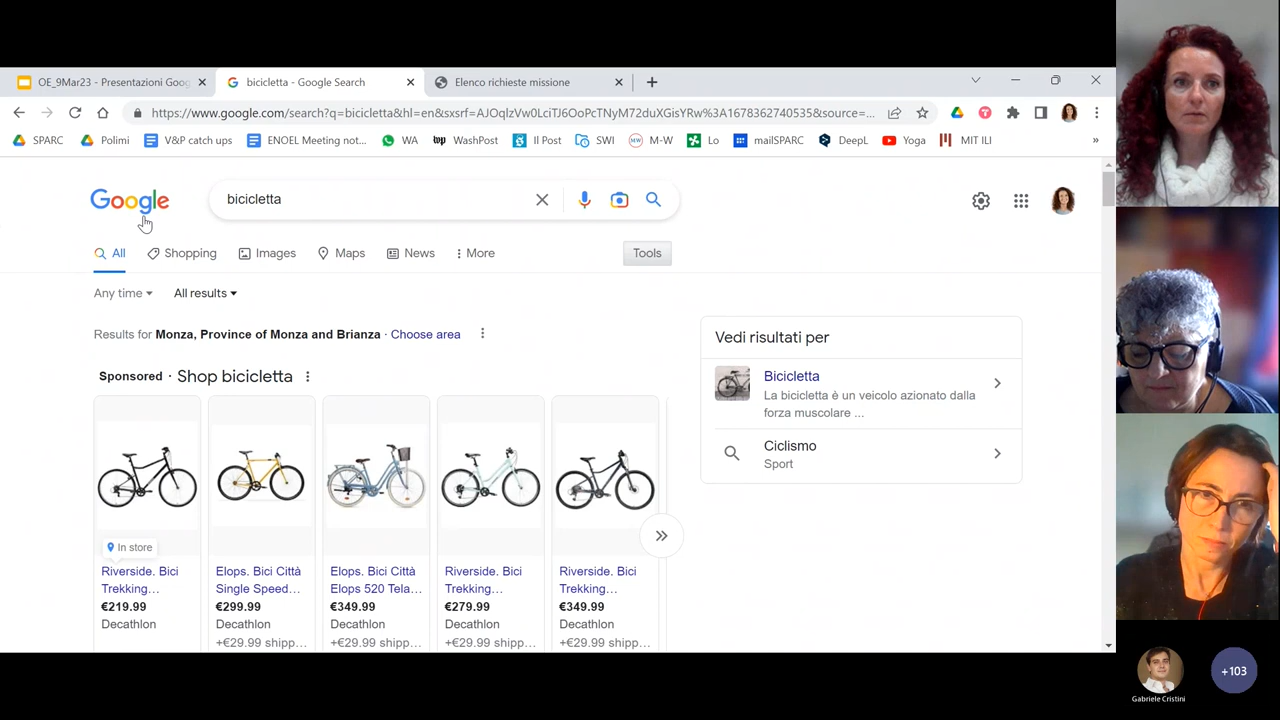 OE_9Mar23 - Presentazioni Goog
bicicletta - Google Search
Elenco richieste missione
https://www.google.com/search?q=bicicletta&hl=en&sxsrf=AJOqlzVw0LciTJ6OoPcTNyM72duXGisYRw%3A1678362740535&source=...
SPARC
Polimi
V&P catch ups
ENOEL Meeting not...
WA
WashPost
Il Post
SWI
M-W
Lo
mailSPARC
DeepL
Yoga
MIT ILI
»
Google
bicicletta
All
Shopping
Images
Maps
News
More
Tools
Any time
All results
Results for Monza, Province of Monza and Brianza · Choose area
Sponsored · Shop bicicletta
In store
Riverside. Bici
Trekking...
€219.99
Decathlon
Elops. Bici Città
Single Speed...
€299.99
Decathlon
+€29.99 shipp...
Elops. Bici Città
Elops 520 Tela...
€349.99
Decathlon
+€29.99 shipp...
Riverside. Bici
Trekking...
€279.99
Decathlon
+€29.99 shipp...
Riverside. Bici
Trekking...
€349.99
Decathlon
+€29.99 shipp...
Vedi risultati per
Bicicletta
La bicicletta è un veicolo azionato dalla
forza muscolare ...
Ciclismo
Sport
Gabriele Cristini
+103